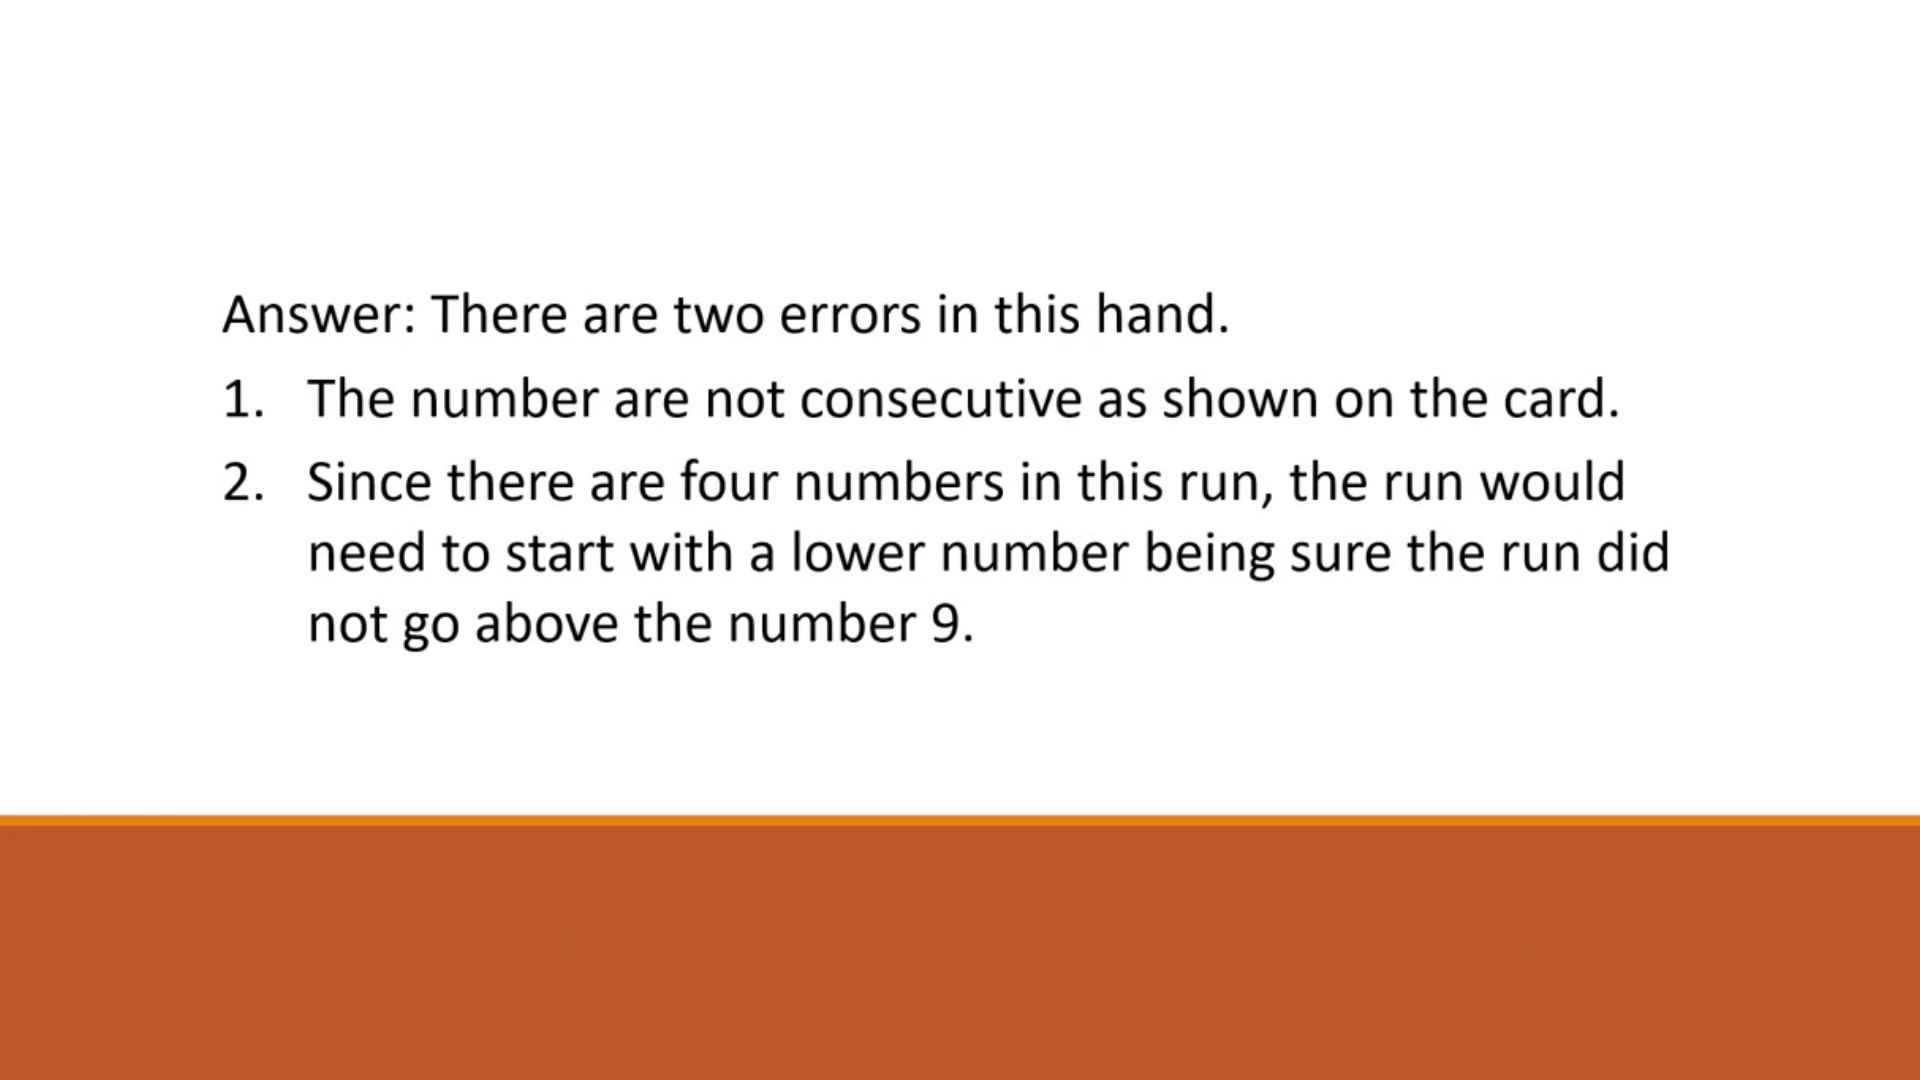 Answer: There are two errors in this hand.
1. The number are not consecutive as shown on the card.
2. Since there are four numbers in this run, the run would
need to start with a lower number being sure the run did
not go above the number 9.